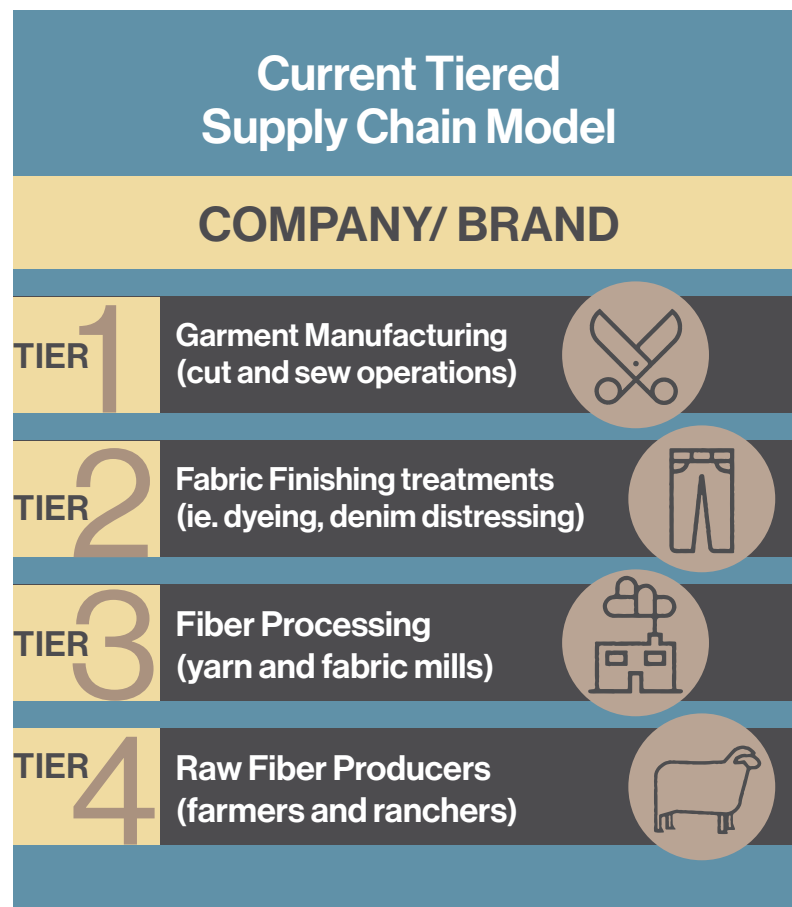 Current Tiered
Supply Chain Model
COMPANY/ BRAND
TIER 1
Garment Manufacturing
(cut and sew operations)
TIER 2
Fabric Finishing treatments
(ie. dyeing, denim distressing)
TIER 3
Fiber Processing
(yarn and fabric mills)
TIER 4
Raw Fiber Producers
(farmers and ranchers)